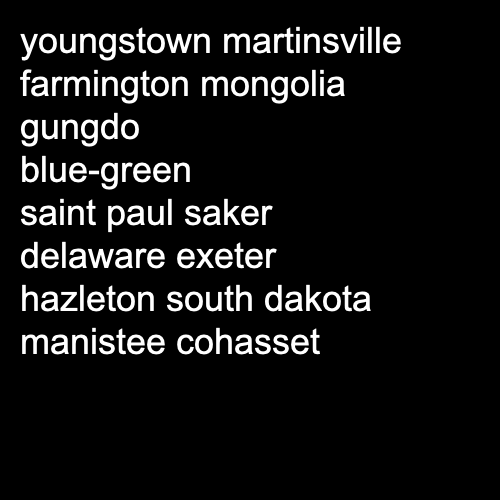 youngstown martinsville
farmington mongolia
gungdo
blue-green
saint paul saker
delaware exeter
hazleton south dakota
manistee cohasset